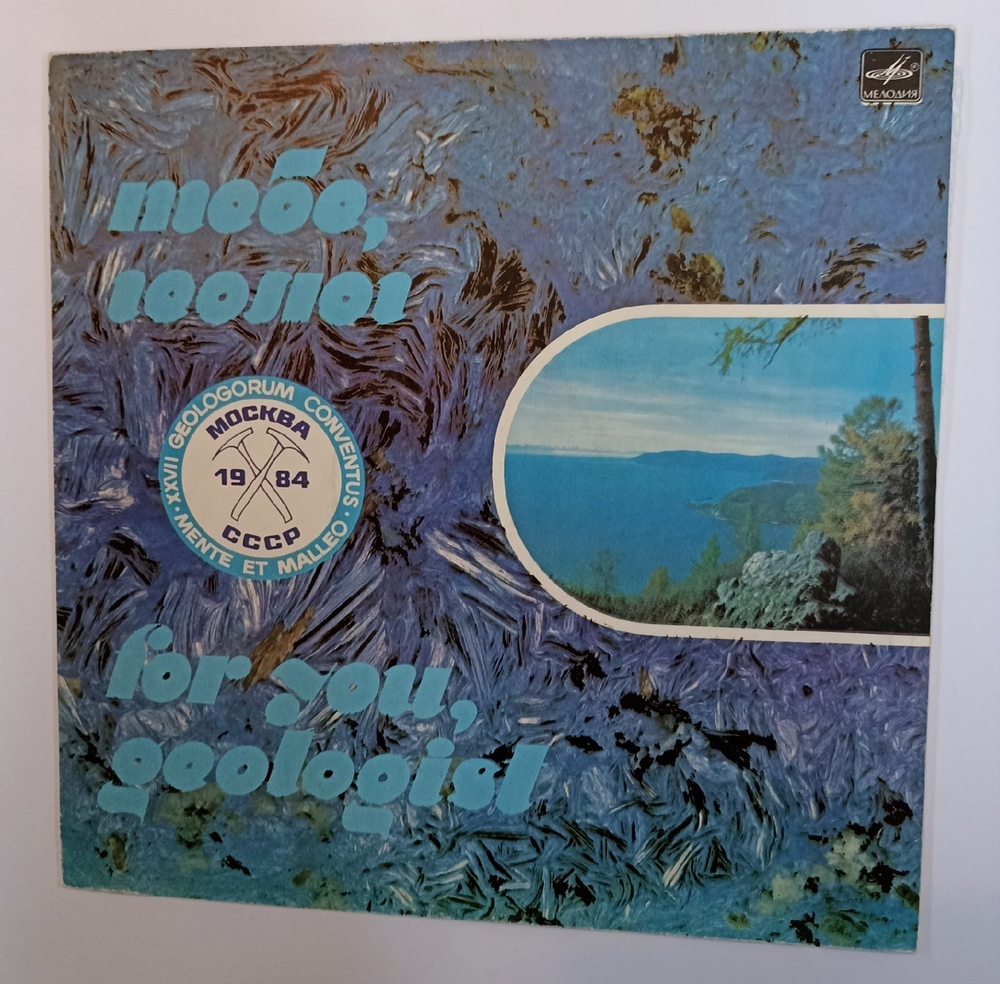 МЕЛОДИЯ
тебе,
геолог
XXVII GEOLOGORUM CONVENTUS · MENTE ET MALLEO ·
МОСКВА
19 84
СССР
for you,
geologist